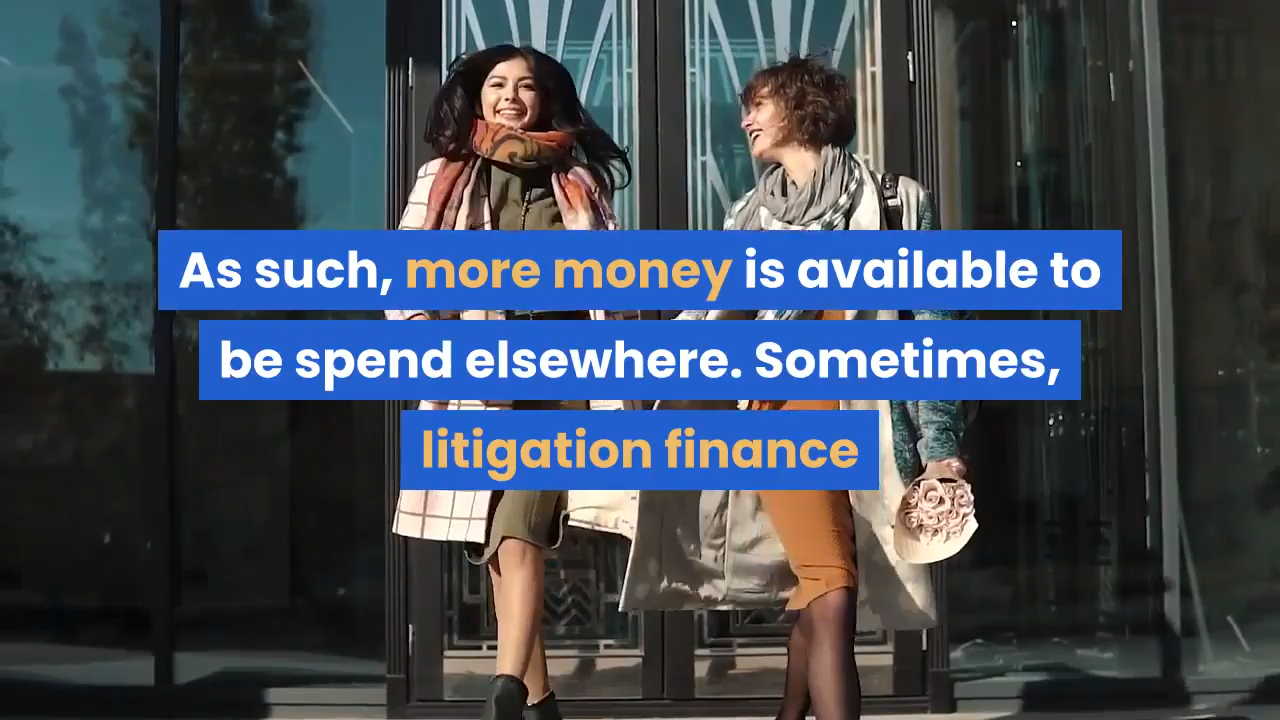 As such, more money is available to
be spend elsewhere. Sometimes,
litigation finance